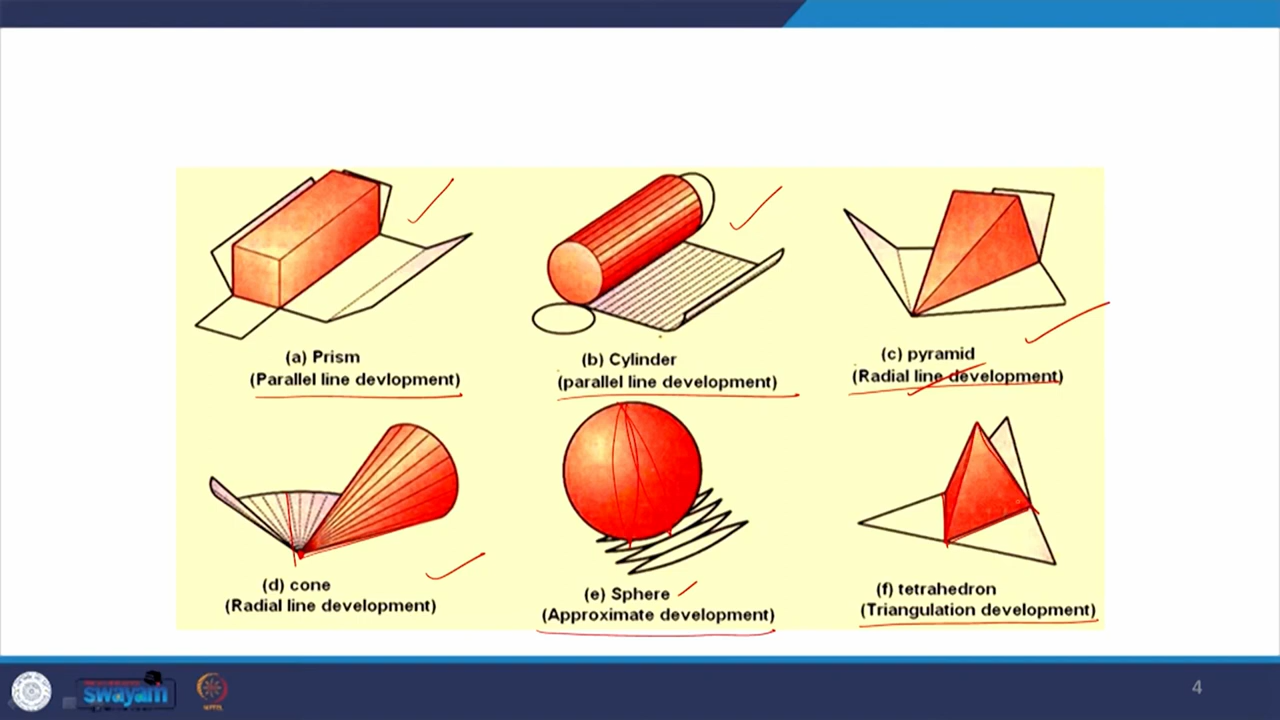 (a) Prism
(Parallel line devlopment)
(b) Cylinder
(parallel line development)
(c) pyramid
(Radial line development)
(d) cone
(Radial line development)
(e) Sphere
(Approximate development)
(f) tetrahedron
(Triangulation development)
swayam
4